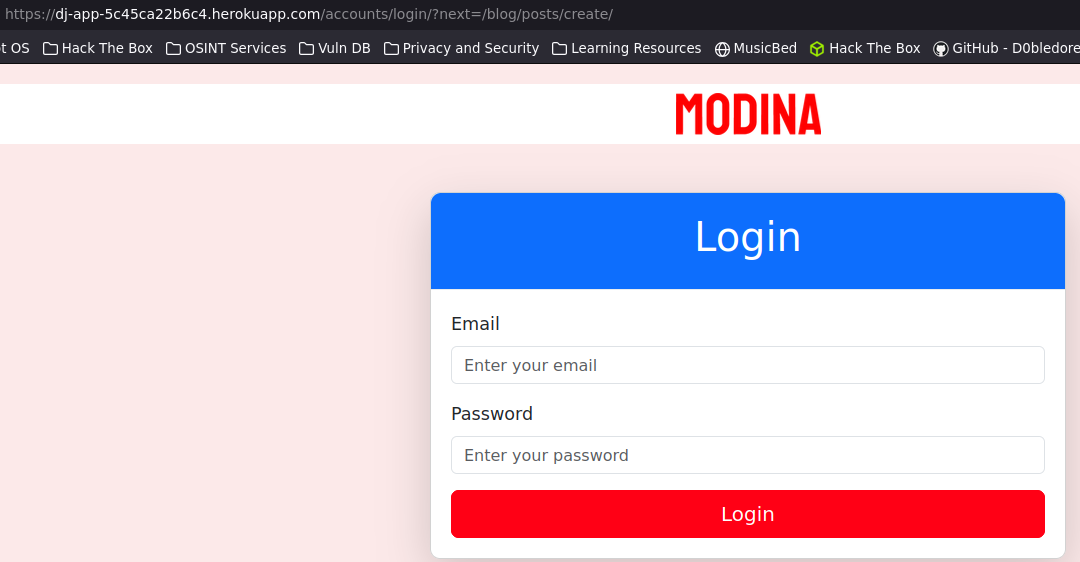 https://dj-app-5c45ca22b6c4.herokuapp.com/accounts/login/?next=/blog/posts/create/
t OS Hack The Box OSINT Services Vuln DB Privacy and Security Learning Resources MusicBed Hack The Box GitHub - D0bledore
MODINA
Login
Email
Enter your email
Password
Enter your password
Login